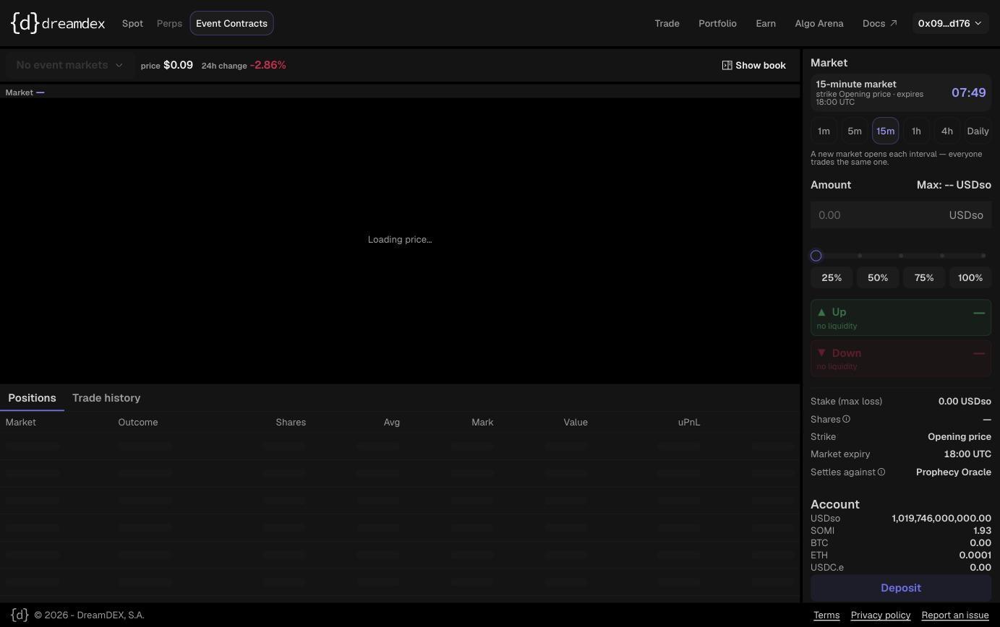 {d} dreamdex Spot Perps Event Contracts Trade Portfolio Earn Algo Arena Docs ↗ 0x09...d176
No event markets price $0.09 24h change -2.86% Show book
Market
Loading price...
Positions Trade history
Market Outcome Shares Avg Mark Value uPnL
Market
15-minute market
strike Opening price · expires
18:00 UTC
07:49
1m 5m 15m 1h 4h Daily
A new market opens each interval — everyone
trades the same one.
Amount Max: -- USDso
0.00 USDso
25% 50% 75% 100%
▲ Up —
no liquidity
▼ Down —
no liquidity
Stake (max loss) 0.00 USDso
Shares —
Strike Opening price
Market expiry 18:00 UTC
Settles against Prophecy Oracle
Account
USDso 1,019,746,000,000.00
SOMI 1.93
BTC 0.00
ETH 0.0001
USDC.e 0.00
Deposit
{d} © 2026 - DreamDEX, S.A. Terms Privacy policy Report an issue